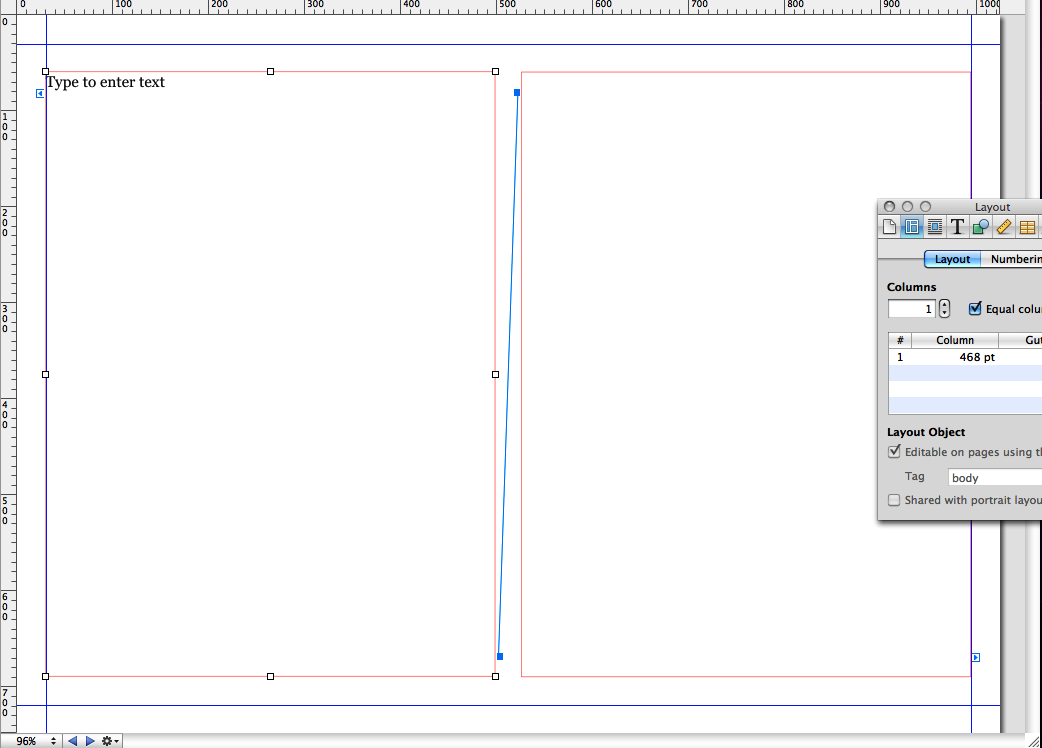 0 100 200 300 400 500 600 700 800 900 1000
0
100
200
300
400
500
600
700
Type to enter text
Layout
T
Layout Numberin
Columns
1 Equal colu
# Column Gut
1 468 pt
Layout Object
Editable on pages using th
Tag body
Shared with portrait layou
96%